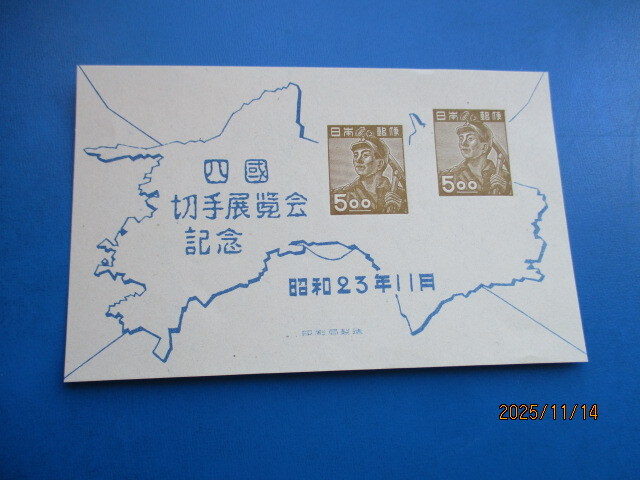 四國
切手展覧会
記念
日本郵便
5.00
日本郵便
5.00
昭和23年11月
印刷局製造
2025/11/14